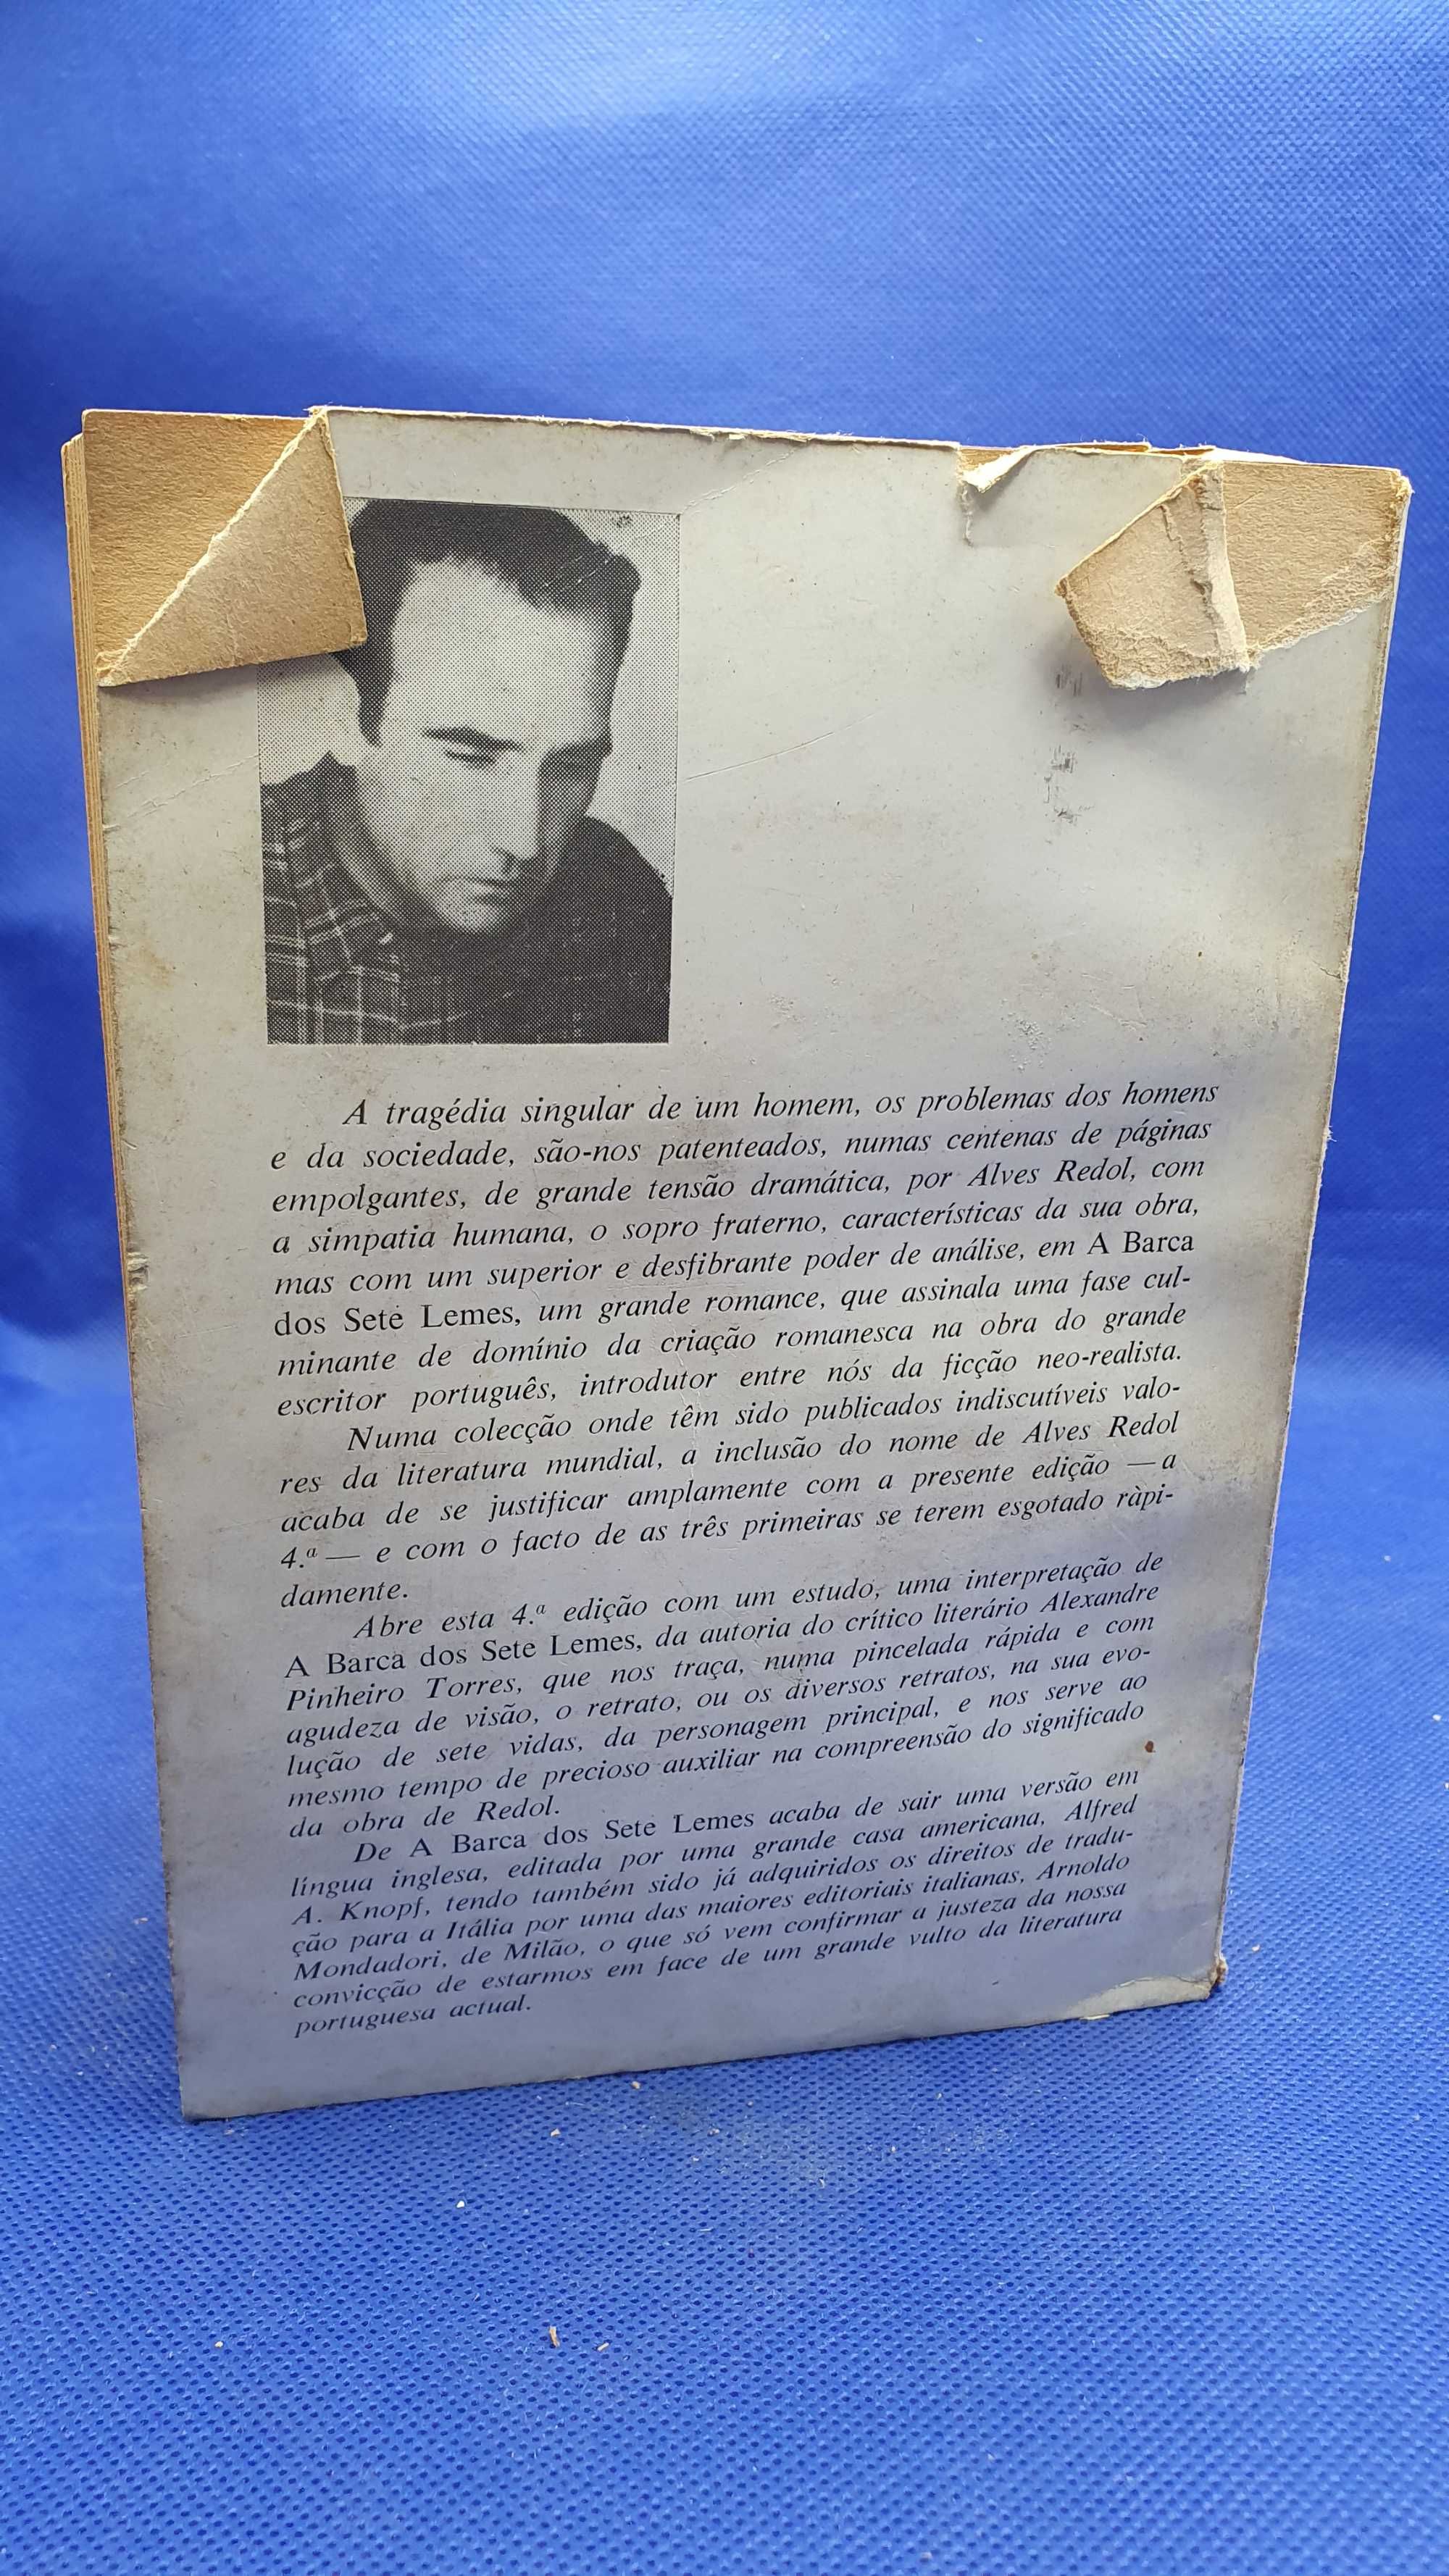 A tragédia singular de um homem, os problemas dos homens
e da sociedade, são-nos patenteados, numas centenas de páginas
empolgantes, de grande tensão dramática, por Alves Redol, com
a simpatia humana, o sopro fraterno, características da sua obra,
mas com um superior e desfibrante poder de análise, em A Barca
dos Sete Lemes, um grande romance, que assinala uma fase cul-
minante de domínio da criação romanesca na obra do grande
escritor português, introdutor entre nós da ficção neo-realista.
Numa colecção onde têm sido publicados indiscutíveis valo-
res da literatura mundial, a inclusão do nome de Alves Redol
acaba de se justificar amplamente com a presente edição — a
4.ª — e com o facto de as três primeiras se terem esgotado ràpi-
damente.
Abre esta 4.ª edição com um estudo, uma interpretação de
A Barca dos Sete Lemes, da autoria do crítico literário Alexandre
Pinheiro Torres, que nos traça, numa pincelada rápida e com
agudeza de visão, o retrato, ou os diversos retratos, na sua evo-
lução de sete vidas, da personagem principal, e nos serve ao
mesmo tempo de precioso auxiliar na compreensão do significado
da obra de Redol.
De A Barca dos Sete Lemes acaba de sair uma versão em
língua inglesa, editada por uma grande casa americana, Alfred
A. Knopf, tendo também sido já adquiridos os direitos de tradu-
ção para a Itália por uma das maiores editoriais italianas, Arnoldo
Mondadori, de Milão, o que só vem confirmar a justeza da nossa
convicção de estarmos em face de um grande vulto da literatura
portuguesa actual.